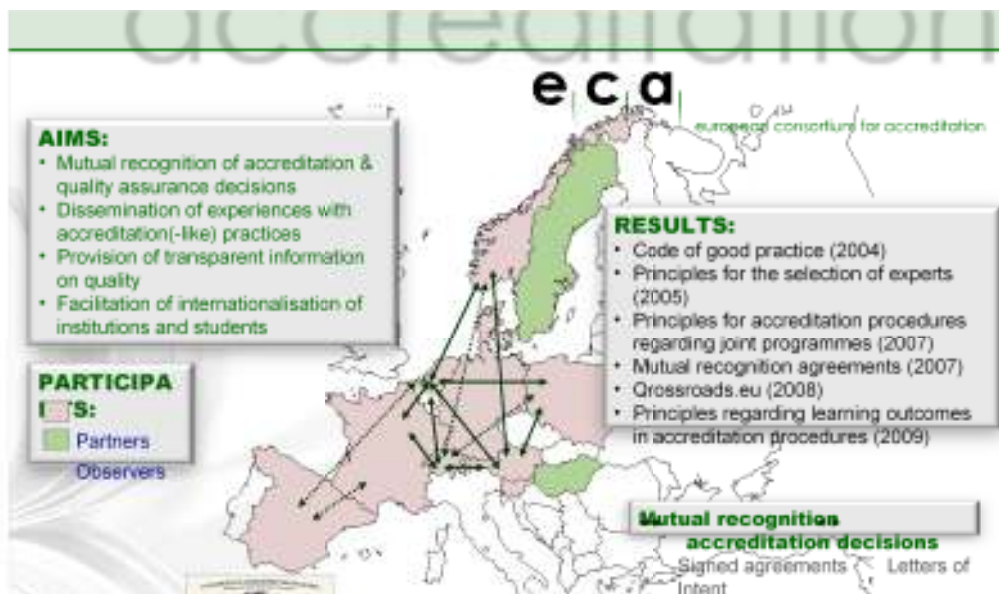 accreditation
e c a
european consortium for accreditation
AIMS:
• Mutual recognition of accreditation &
quality assurance decisions
• Dissemination of experiences with
accreditation(-like) practices
• Provision of transparent information
on quality
• Facilitation of internationalisation of
institutions and students
RESULTS:
• Code of good practice (2004)
• Principles for the selection of experts
(2005)
• Principles for accreditation procedures
regarding joint programmes (2007)
• Mutual recognition agreements (2007)
• Qrossroads.eu (2008)
• Principles regarding learning outcomes
in accreditation procedures (2009)
PARTICIPA
TS:
Partners
Observers
Mutual recognition
accreditation decisions
Signed agreements Letters of
Intent